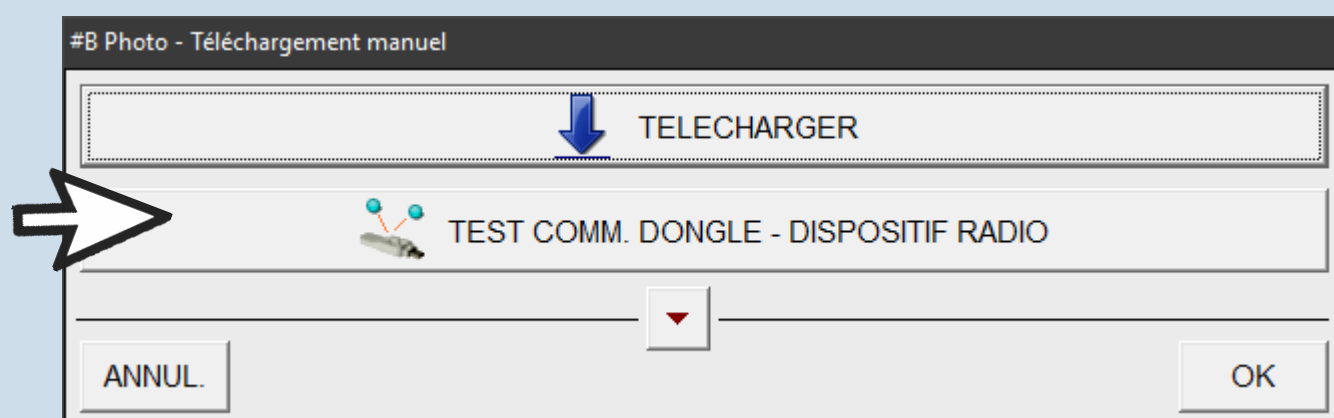 #B Photo - Téléchargement manuel
TELECHARGER
TEST COMM. DONGLE - DISPOSITIF RADIO
ANNUL.
OK